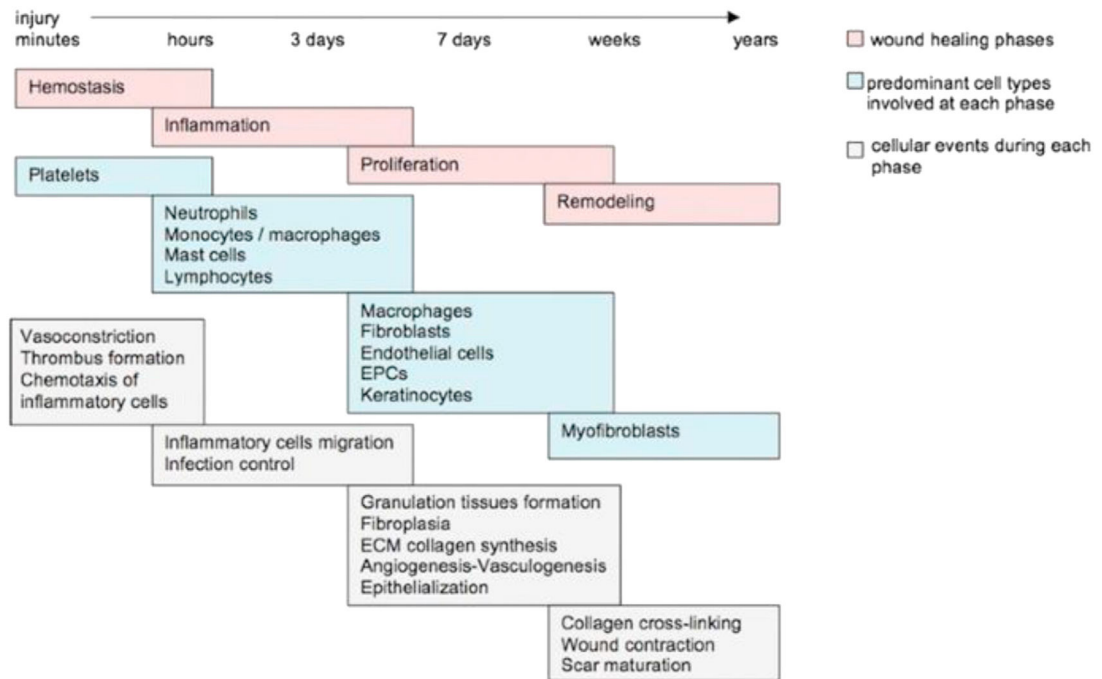 injury
minutes hours 3 days 7 days weeks years
wound healing phases
predominant cell types
involved at each phase
cellular events during each
phase
Hemostasis
Inflammation
Proliferation
Remodeling
Platelets
Neutrophils
Monocytes / macrophages
Mast cells
Lymphocytes
Macrophages
Fibroblasts
Endothelial cells
EPCs
Keratinocytes
Myofibroblasts
Vasoconstriction
Thrombus formation
Chemotaxis of
inflammatory cells
Inflammatory cells migration
Infection control
Granulation tissues formation
Fibroplasia
ECM collagen synthesis
Angiogenesis-Vasculogenesis
Epithelialization
Collagen cross-linking
Wound contraction
Scar maturation